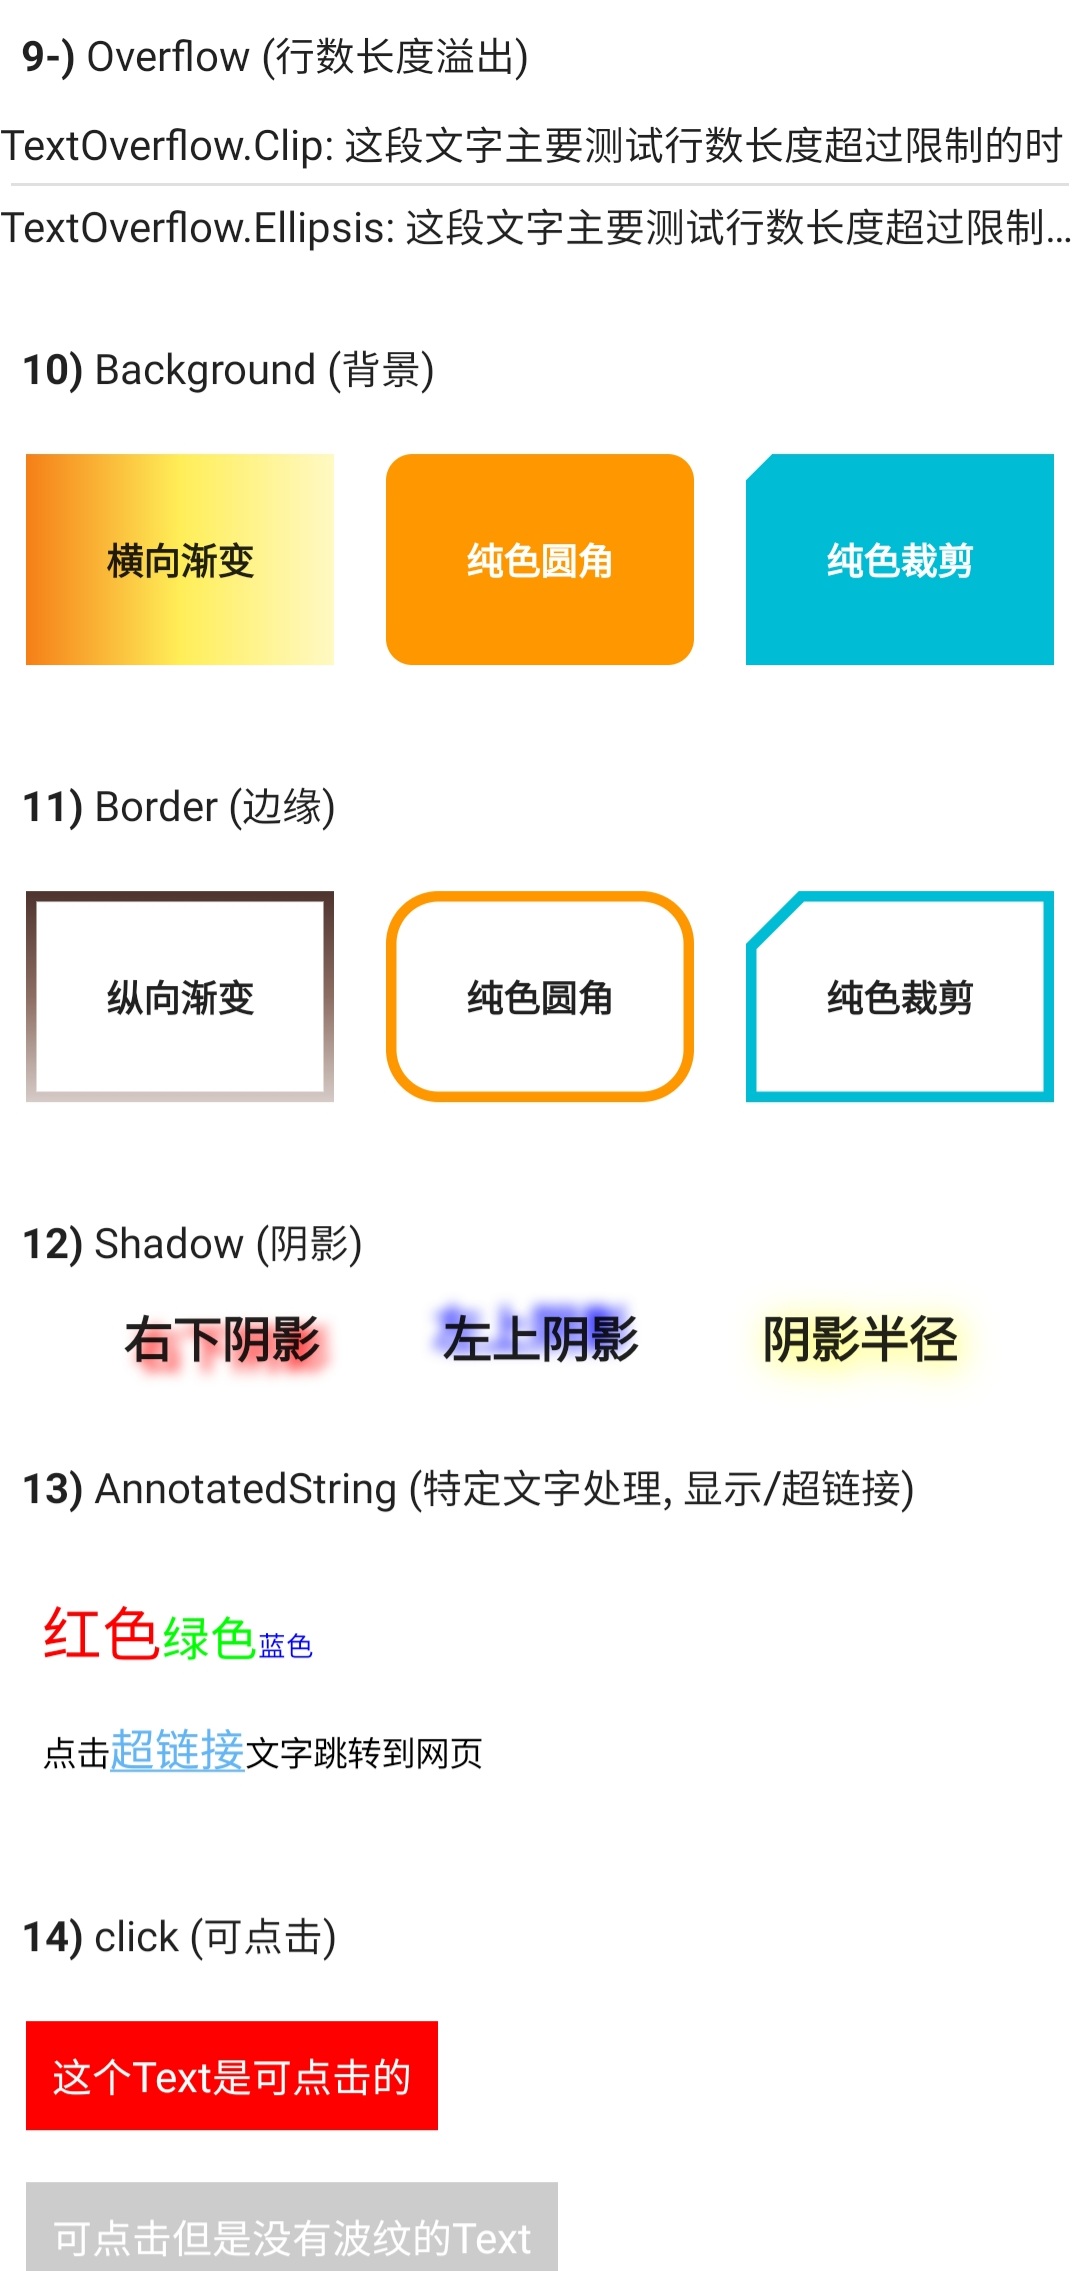 9-) Overflow (行数长度溢出)
TextOverflow.Clip: 这段文字主要测试行数长度超过限制的时
TextOverflow.Ellipsis: 这段文字主要测试行数长度超过限制...
10) Background (背景)
横向渐变 纯色圆角 纯色裁剪
11) Border (边缘)
纵向渐变 纯色圆角 纯色裁剪
12) Shadow (阴影)
右下阴影 左上阴影 阴影半径
13) AnnotatedString (特定文字处理, 显示/超链接)
红色绿色蓝色
点击超链接文字跳转到网页
14) click (可点击)
这个Text是可点击的
可点击但是没有波纹的Text